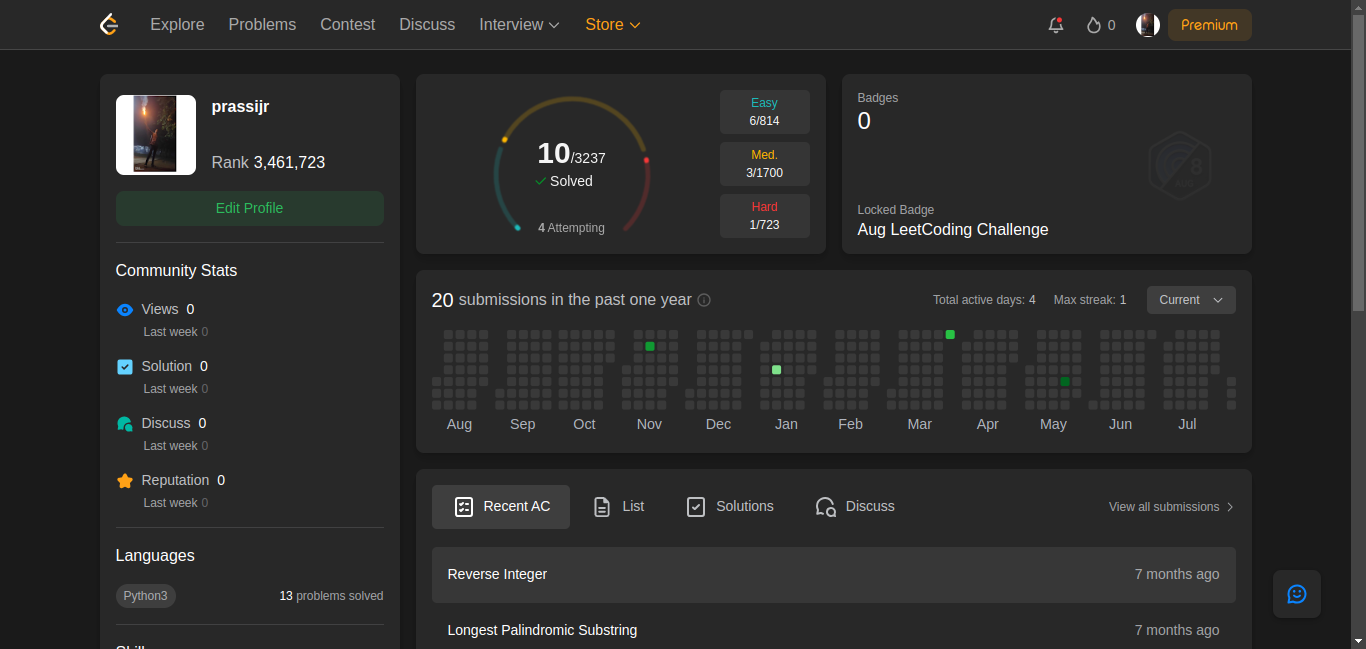 Explore Problems Contest Discuss Interview Store 0 Premium
prassijr
Rank 3,461,723
Edit Profile
Community Stats
Views 0
Last week 0
Solution 0
Last week 0
Discuss 0
Last week 0
Reputation 0
Last week 0
Languages
Python3 13 problems solved
10/3237
Solved
4 Attempting
Easy
6/814
Med.
3/1700
Hard
1/723
Badges
0
Locked Badge
Aug LeetCoding Challenge
20 submissions in the past one year Total active days: 4 Max streak: 1 Current
Aug Sep Oct Nov Dec Jan Feb Mar Apr May Jun Jul
Recent AC List Solutions Discuss View all submissions
Reverse Integer 7 months ago
Longest Palindromic Substring 7 months ago